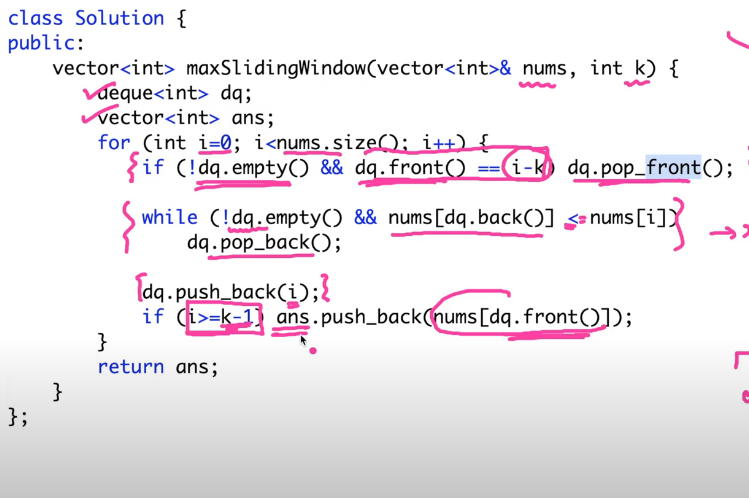 class Solution {
public:
    vector<int> maxSlidingWindow(vector<int>& nums, int k) {
        deque<int> dq;
        vector<int> ans;
        for (int i=0; i<nums.size(); i++) {
            if (!dq.empty() && dq.front() == i-k) dq.pop_front();
            while (!dq.empty() && nums[dq.back()] <= nums[i])
                dq.pop_back();
            dq.push_back(i);
            if (i>=k-1) ans.push_back(nums[dq.front()]);
        }
        return ans;
    }
};